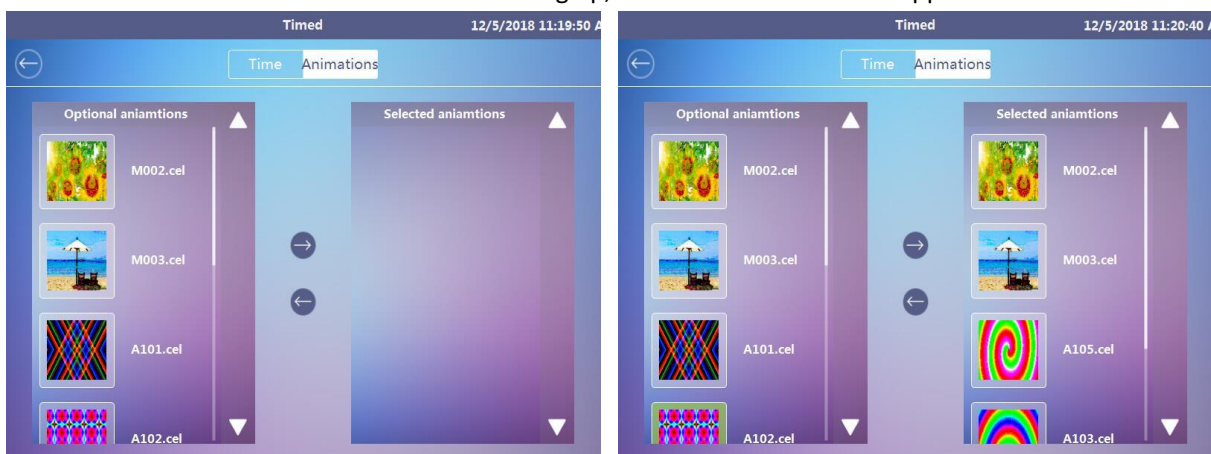 Timed 12/5/2018 11:19:50 A
Time Animations
Optional aniamtions Selected aniamtions
M002.cel
M003.cel
A101.cel
A102.cel
Timed 12/5/2018 11:20:40 A
Time Animations
Optional aniamtions Selected aniamtions
M002.cel M002.cel
M003.cel M003.cel
A101.cel A105.cel
A102.cel A103.cel